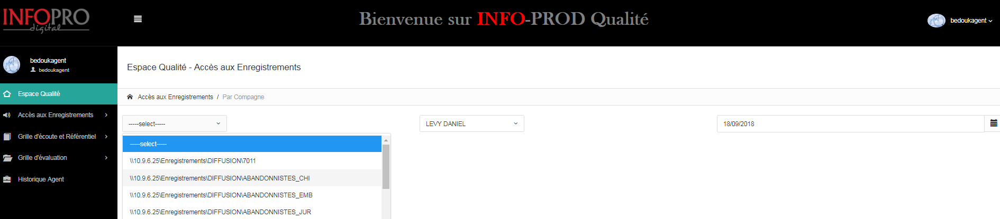 INFOPRO
digital
Bienvenue sur INFO-PROD Qualité
bedoukagent
bedoukagent
bedoukagent
Espace Qualité
Accès aux Enregistrements
Grille d'écoute et Référentiel
Grille d'évaluation
Historique Agent
Espace Qualité - Accès aux Enregistrements
Accès aux Enregistrements / Par Compagne
-----select-----
LEVY DANIEL
18/09/2018
-----select-----
\\10.9.6.25\Enregistrements\DIFFUSION\7011
\\10.9.6.25\Enregistrements\DIFFUSION\ABANDONNISTES_CHI
\\10.9.6.25\Enregistrements\DIFFUSION\ABANDONNISTES_EMB
\\10.9.6.25\Enregistrements\DIFFUSION\ABANDONNISTES_JUR